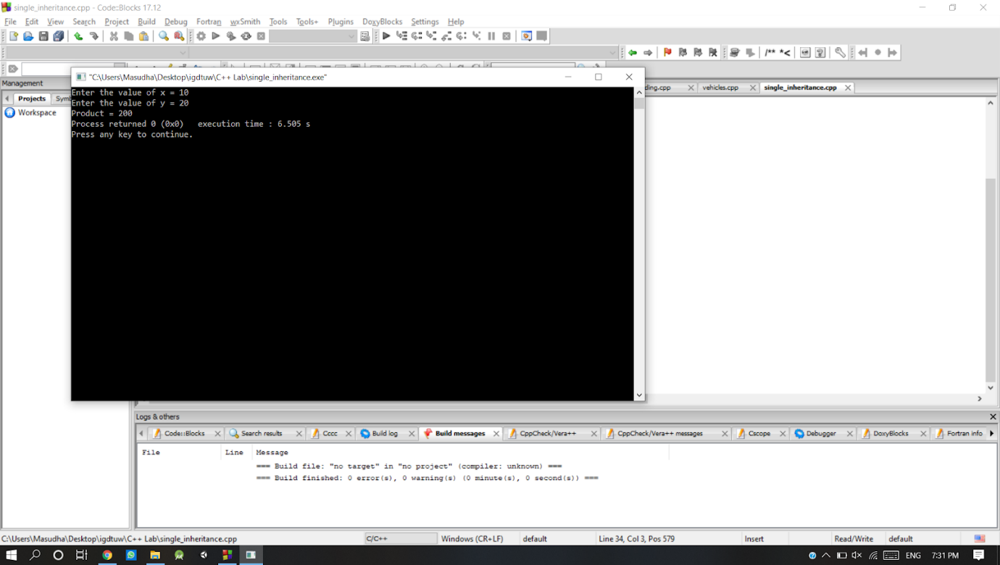 single_inheritance.cpp - Code::Blocks 17.12
File Edit View Search Project Build Debug Fortran wxSmith Tools Tools+ Plugins DoxyBlocks Settings Help
/** *<
Management
"C:\Users\Masudha\Desktop\igdtuw\C++ Lab\single_inheritance.exe"
ding.cpp vehicles.cpp single_inheritance.cpp
Projects Symb
Workspace
Enter the value of x = 10
Enter the value of y = 20
Product = 200
Process returned 0 (0x0) execution time : 6.505 s
Press any key to continue.
Logs & others
Code::Blocks Search results Cccc Build log Build messages CppCheck/Vera++ CppCheck/Vera++ messages Cscope Debugger DoxyBlocks Fortran info
File Line Message
=== Build file: "no target" in "no project" (compiler: unknown) ===
=== Build finished: 0 error(s), 0 warning(s) (0 minute(s), 0 second(s)) ===
C:\Users\Masudha\Desktop\igdtuw\C++ Lab\single_inheritance.cpp C/C++ Windows (CR+LF) default Line 34, Col 3, Pos 579 Insert Read/Write default
ENG 7:31 PM